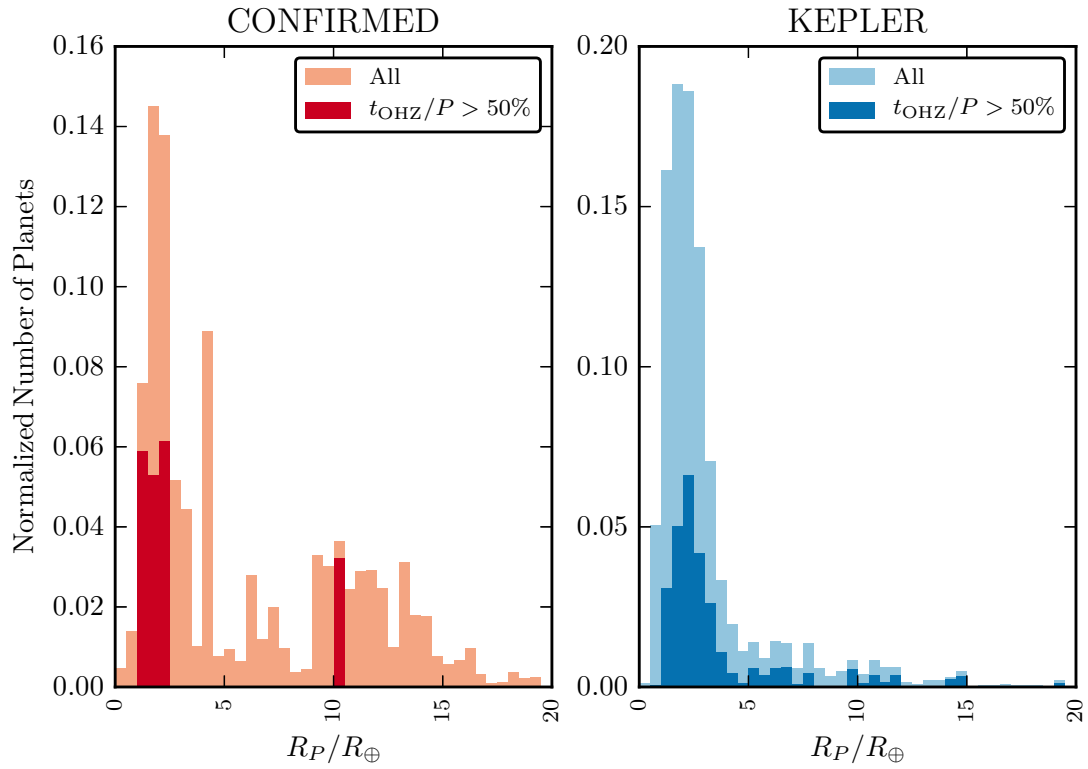 CONFIRMED
0.16
0.14
0.12
0.10
0.08
0.06
0.04
0.02
0.00
Normalized Number of Planets
All
t_OHZ/P > 50%
0
5
10
15
20
R_P/R_⊕
KEPLER
0.20
0.15
0.10
0.05
0.00
All
t_OHZ/P > 50%
0
5
10
15
20
R_P/R_⊕